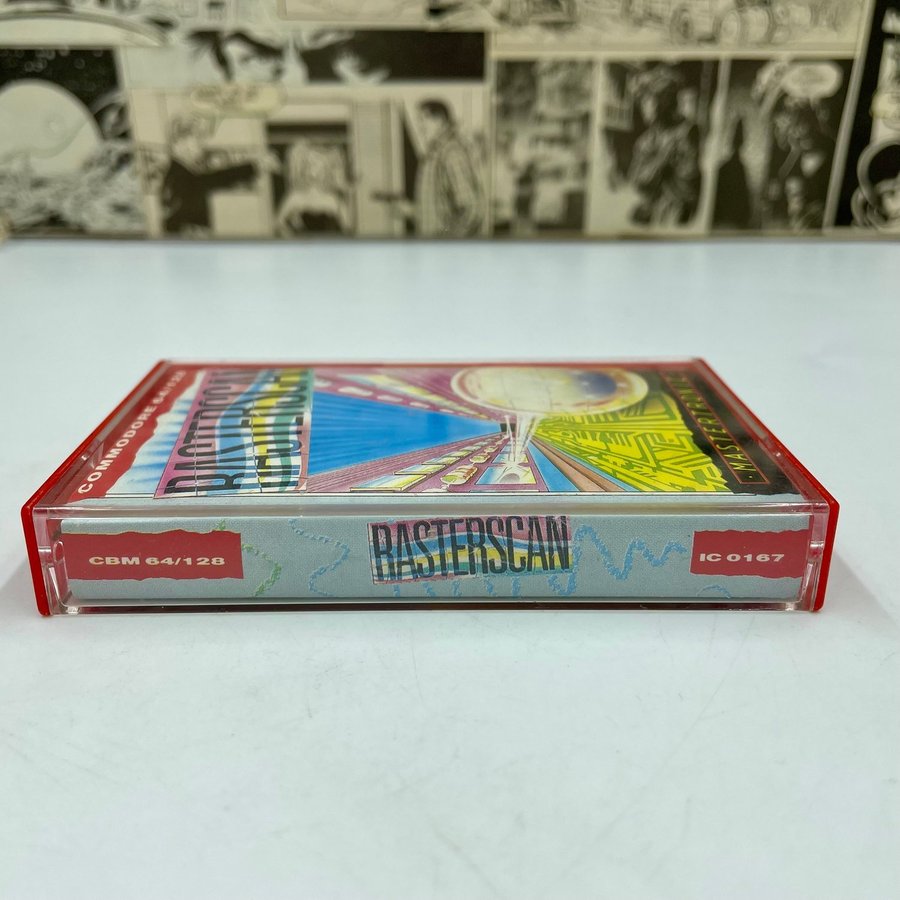 COMMODORE 64/128
RASTERSCAN
MASTERTRONIC
CBM 64/128
RASTERSCAN
IC 0167